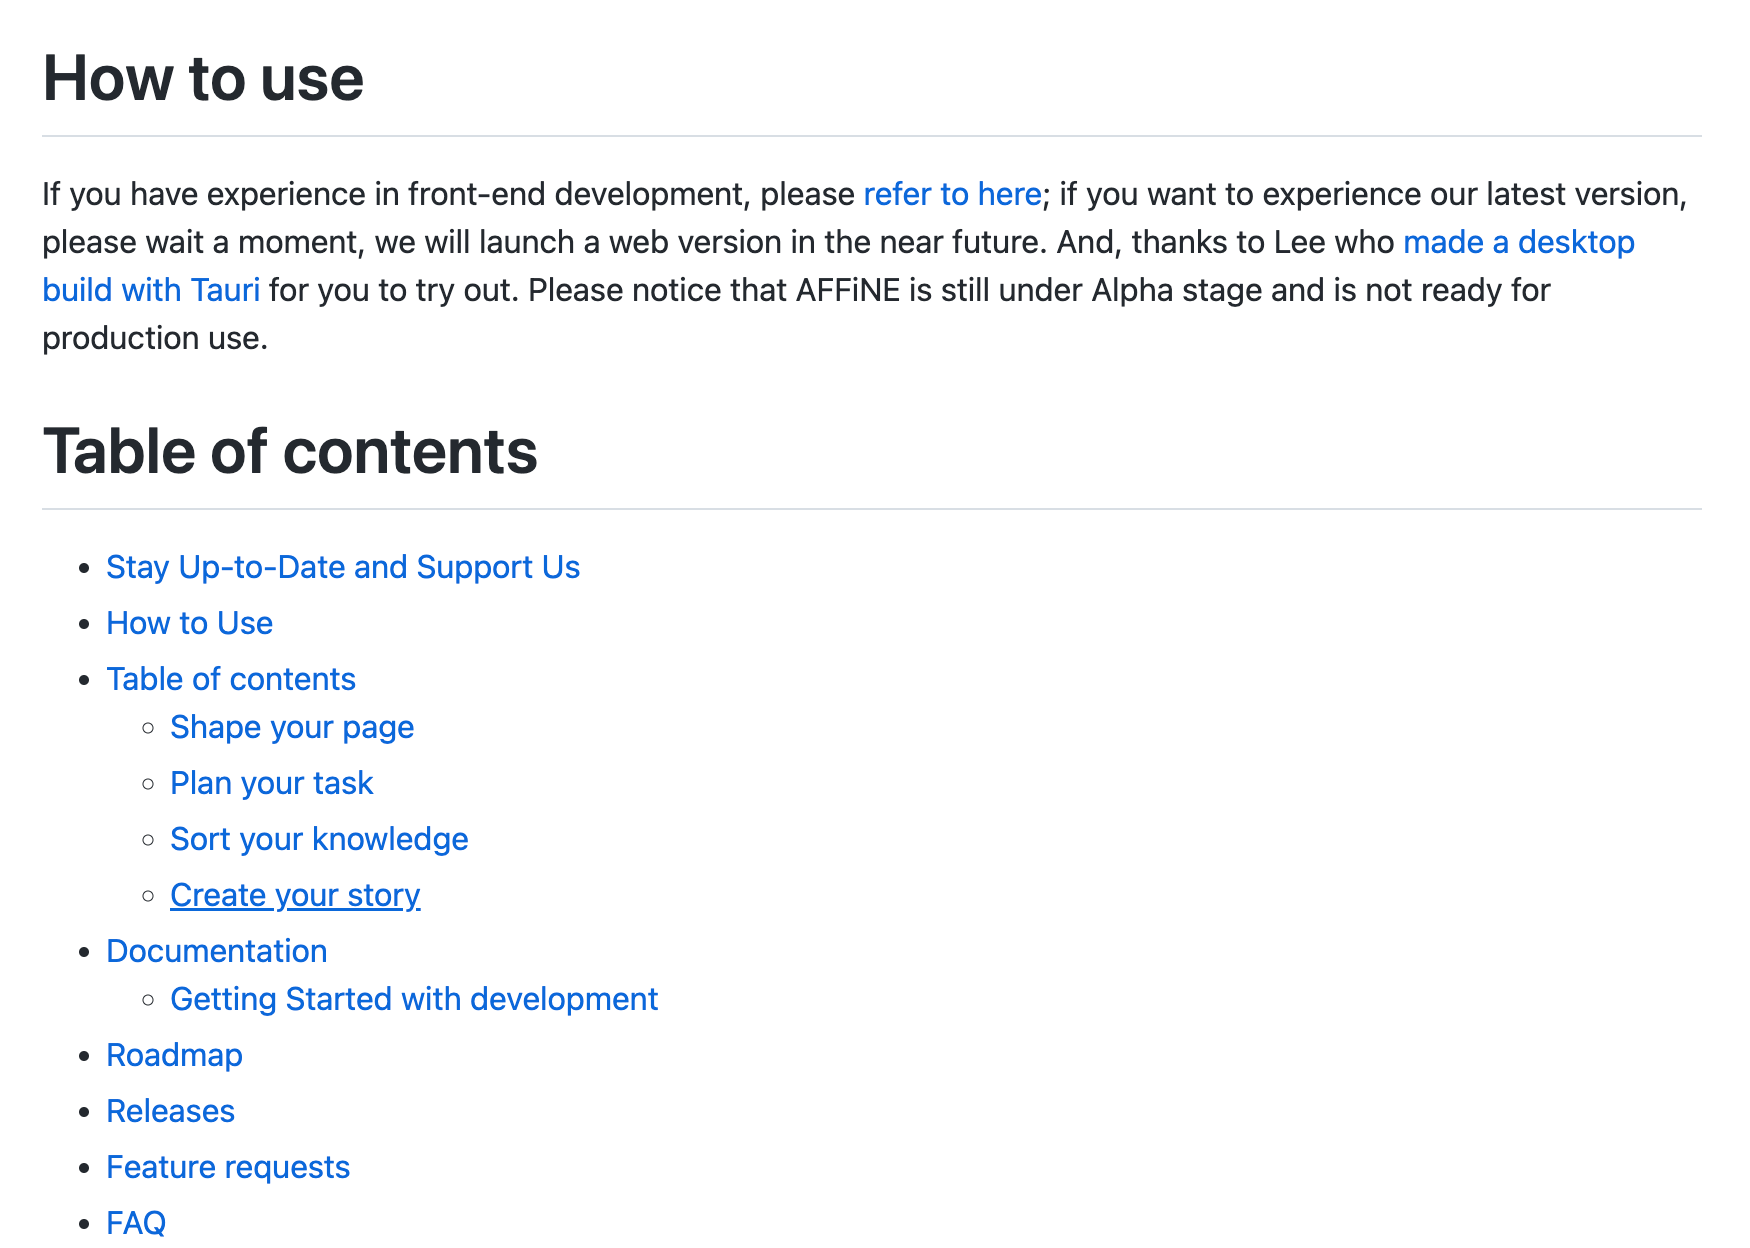 How to use
If you have experience in front-end development, please refer to here; if you want to experience our latest version,
please wait a moment, we will launch a web version in the near future. And, thanks to Lee who made a desktop
build with Tauri for you to try out. Please notice that AFFiNE is still under Alpha stage and is not ready for
production use.
Table of contents
Stay Up-to-Date and Support Us
How to Use
Table of contents
Shape your page
Plan your task
Sort your knowledge
Create your story
Documentation
Getting Started with development
Roadmap
Releases
Feature requests
FAQ